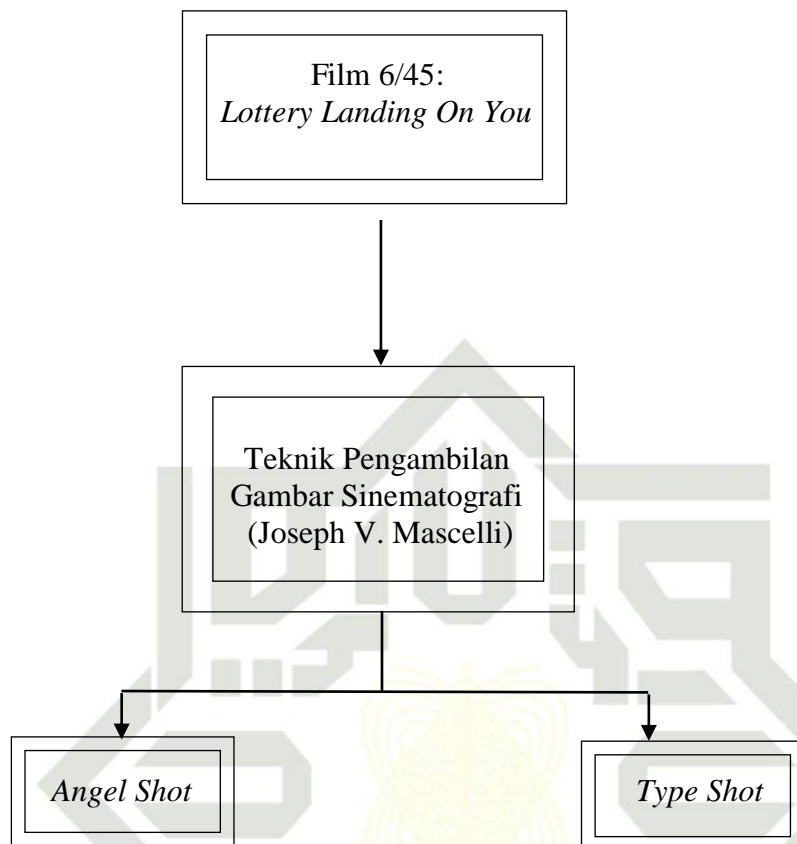 Film 6/45:
Lottery Landing On You
Teknik Pengambilan
Gambar Sinematografi
(Joseph V. Mascelli)
Angel Shot
Type Shot